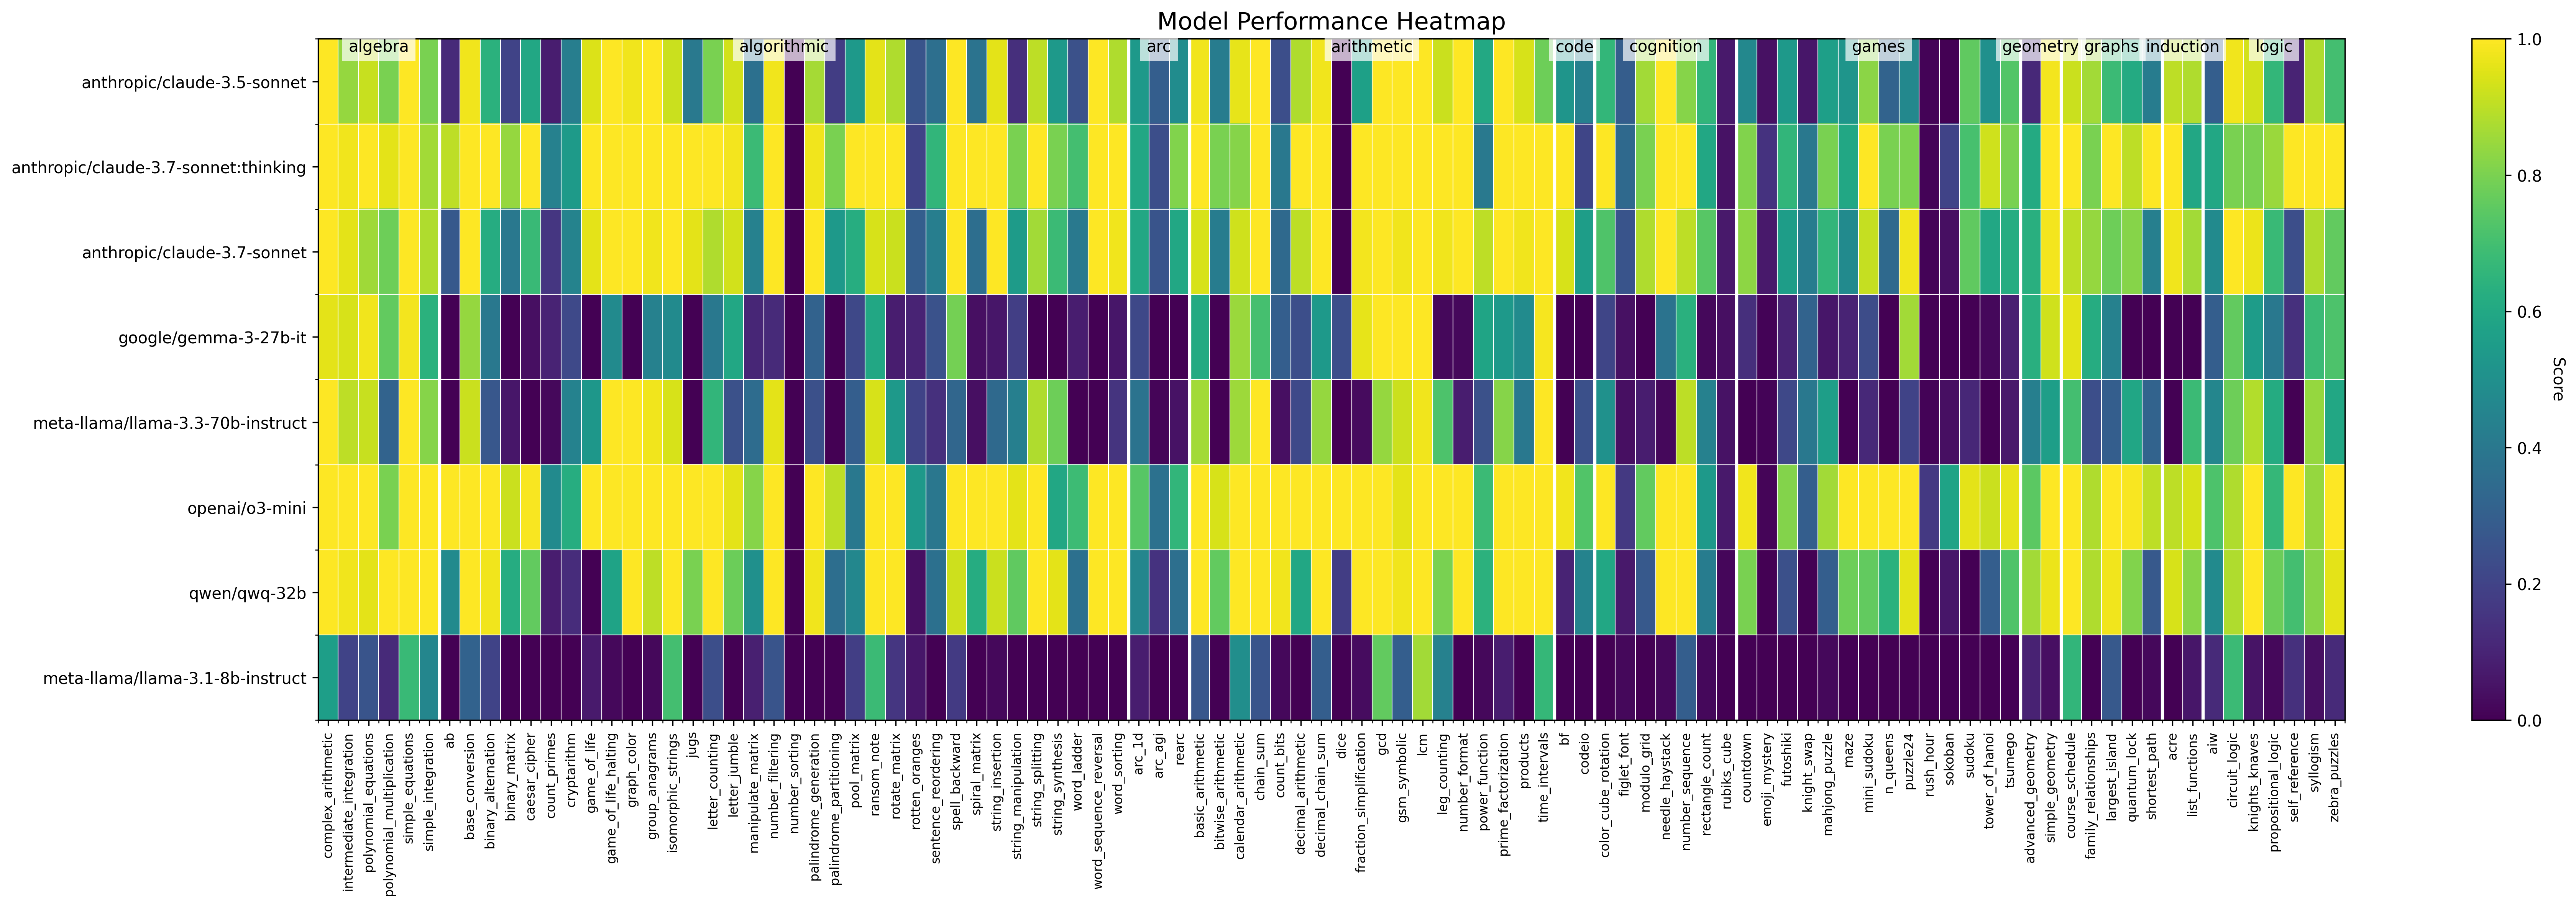 Model Performance Heatmap
algebra
algorithmic
arc
arithmetic
code
cognition
games
geometry
graphs
induction
logic
anthropic/claude-3.5-sonnet
anthropic/claude-3.7-sonnet:thinking
anthropic/claude-3.7-sonnet
google/gemma-3-27b-it
meta-llama/llama-3.3-70b-instruct
openai/o3-mini
qwen/qwq-32b
meta-llama/llama-3.1-8b-instruct
complex_arithmetic
intermediate_integration
polynomial_equations
polynomial_multiplication
simple_equations
simple_integration
ab
base_conversion
binary_alternation
binary_matrix
caesar_cipher
count_primes
cryptarithm
game_of_life
game_of_life_halting
graph_color
group_anagrams
isomorphic_strings
jugs
letter_counting
letter_jumble
manipulate_matrix
number_filtering
number_sorting
palindrome_generation
palindrome_partitioning
pool_matrix
ransom_note
rotate_matrix
rotten_oranges
sentence_reordering
spell_backward
spiral_matrix
string_insertion
string_manipulation
string_splitting
string_synthesis
word_ladder
word_sequence_reversal
word_sorting
arc_1d
arc_agi
rearc
basic_arithmetic
bitwise_arithmetic
calendar_arithmetic
chain_sum
count_bits
decimal_arithmetic
decimal_chain_sum
dice
fraction_simplification
gcd
gsm_symbolic
lcm
leg_counting
number_format
power_function
prime_factorization
products
time_intervals
bf
codeio
color_cube_rotation
figlet_font
modulo_grid
needle_haystack
number_sequence
rectangle_count
rubiks_cube
countdown
emoji_mystery
futoshiki
knight_swap
mahjong_puzzle
maze
mini_sudoku
n_queens
puzzle24
rush_hour
sokoban
sudoku
tower_of_hanoi
tsumego
advanced_geometry
simple_geometry
course_schedule
family_relationships
largest_island
quantum_lock
shortest_path
acre
list_functions
aiw
circuit_logic
knights_knaves
propositional_logic
self_reference
syllogism
zebra_puzzles
1.0
0.8
0.6
0.4
0.2
0.0
Score